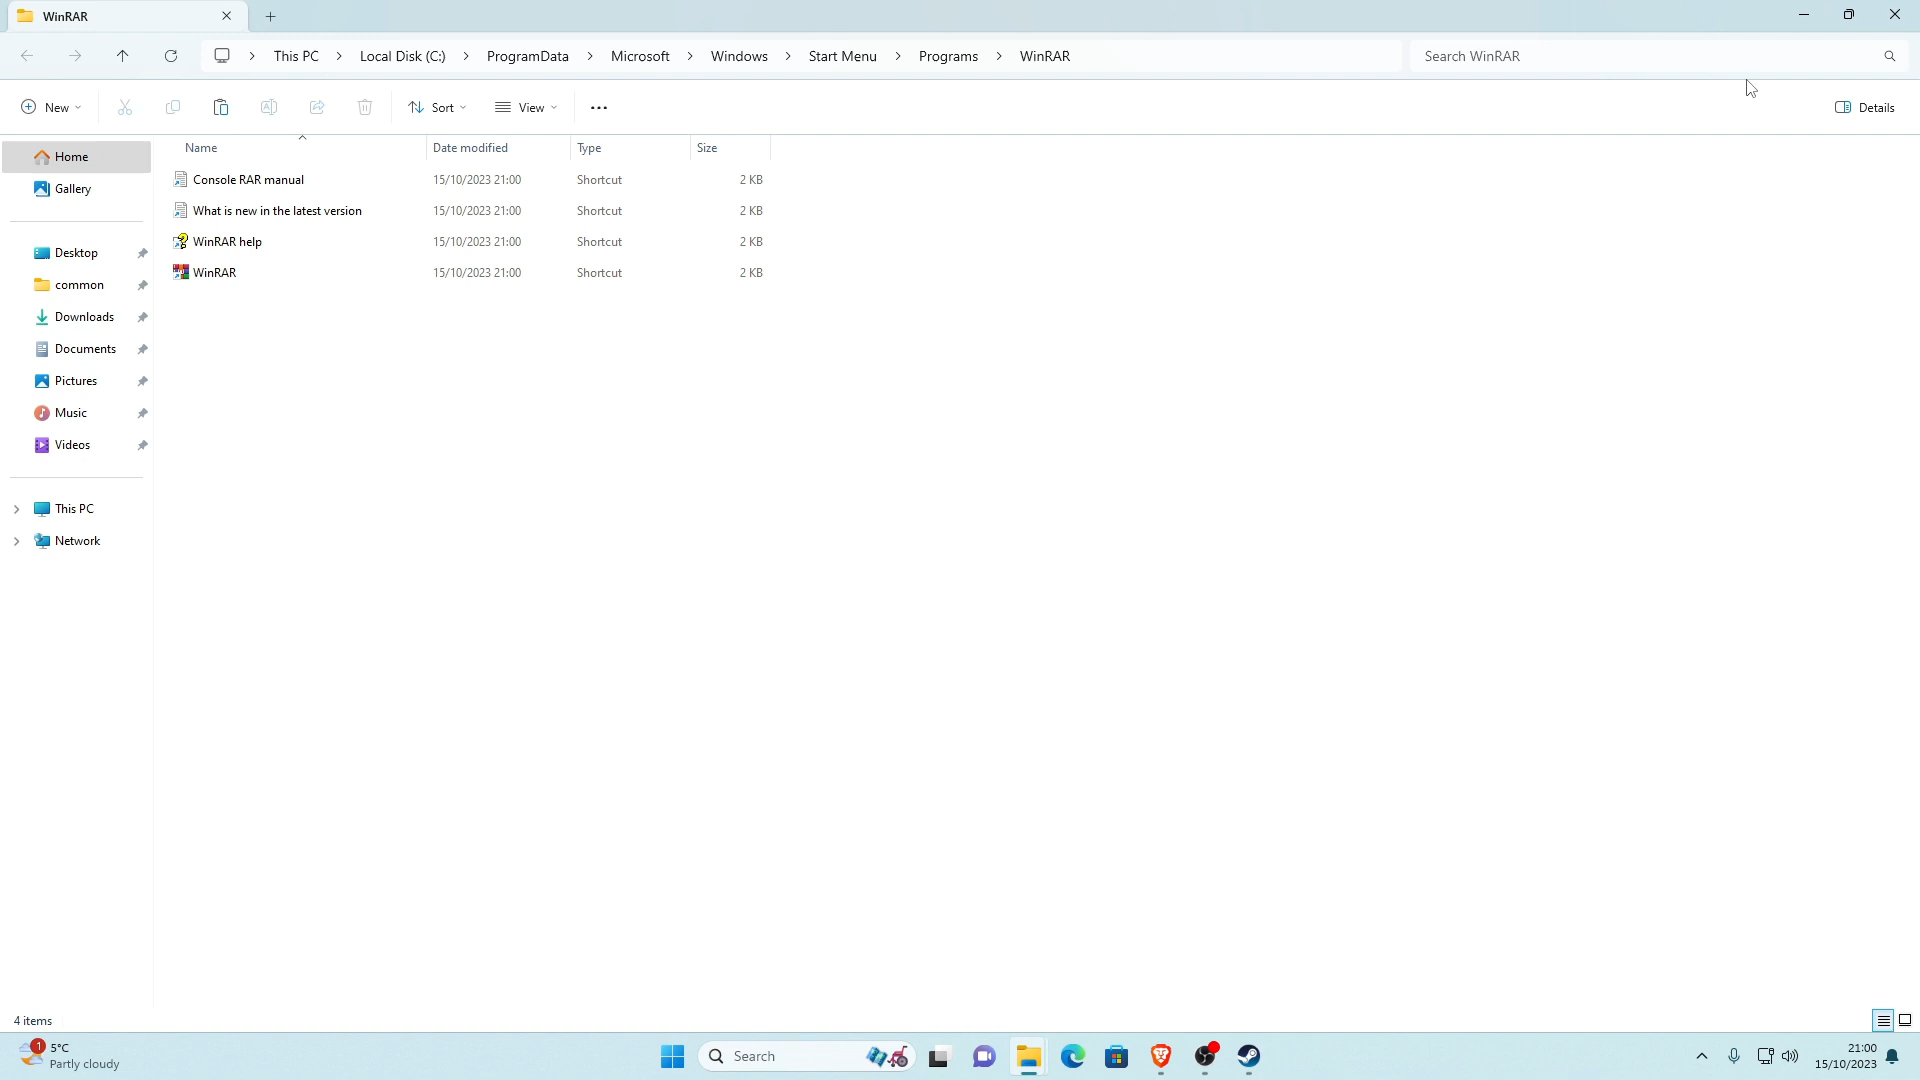 WinRAR
This PC > Local Disk (C:) > ProgramData > Microsoft > Windows > Start Menu > Programs > WinRAR
Search WinRAR
New
Sort
View
Details
Name Date modified Type Size
Console RAR manual 15/10/2023 21:00 Shortcut 2 KB
What is new in the latest version 15/10/2023 21:00 Shortcut 2 KB
WinRAR help 15/10/2023 21:00 Shortcut 2 KB
WinRAR 15/10/2023 21:00 Shortcut 2 KB
Home
Gallery
Desktop
common
Downloads
Documents
Pictures
Music
Videos
This PC
Network
4 items
1
5°C
Partly cloudy
Search
21:00
15/10/2023